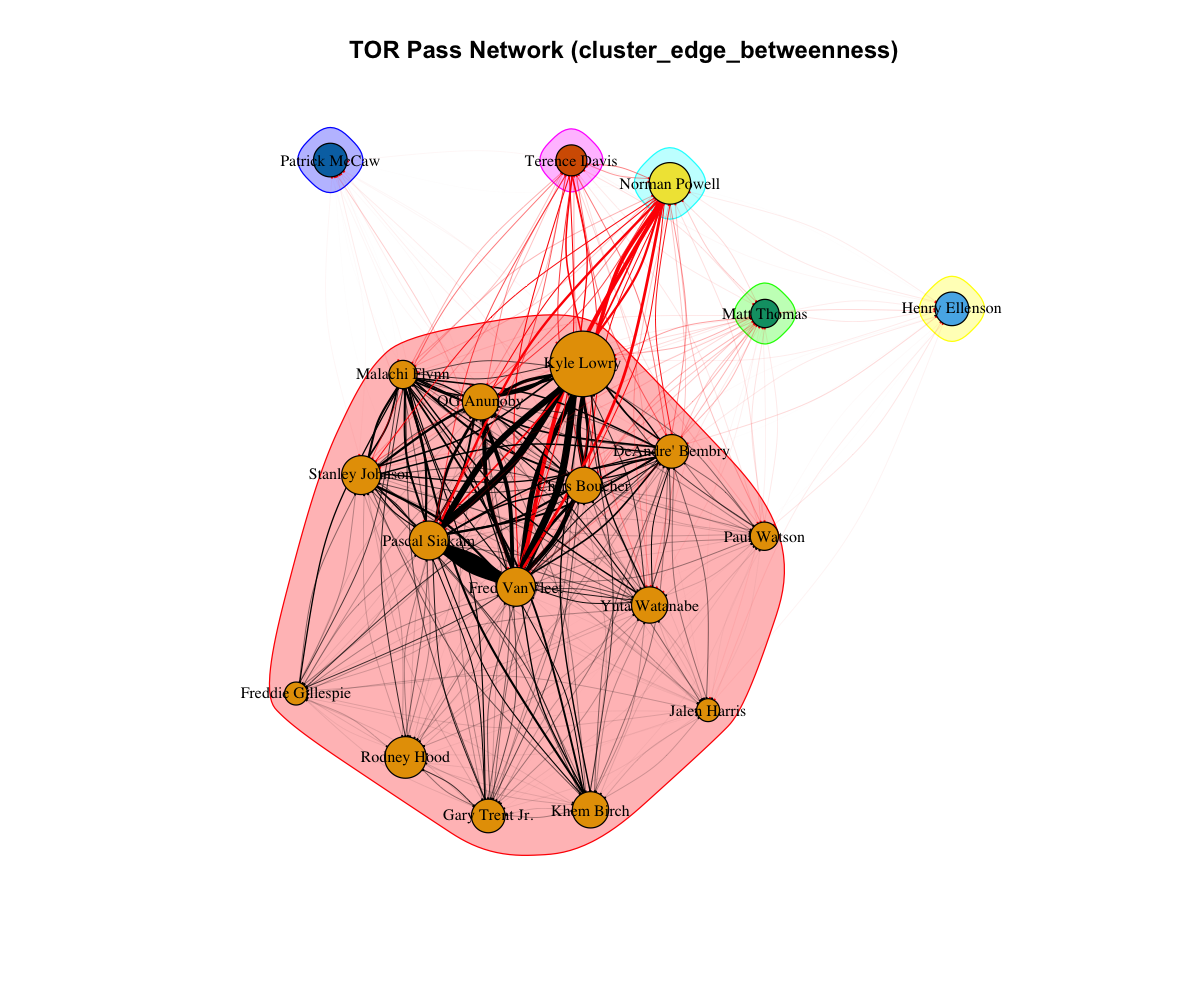 TOR Pass Network (cluster_edge_betweenness)
Patrick McCaw
Terence Davis
Norman Powell
Henry Ellenson
Matt Thomas
Kyle Lowry
Malachi Flynn
OG Anunoby
DeAndre' Bembry
Stanley Johnson
Chris Boucher
Paul Watson
Pascal Siakam
Fred VanVleet
Yuta Watanabe
Freddie Gillespie
Jalen Harris
Rodney Hood
Gary Trent Jr.
Khem Birch